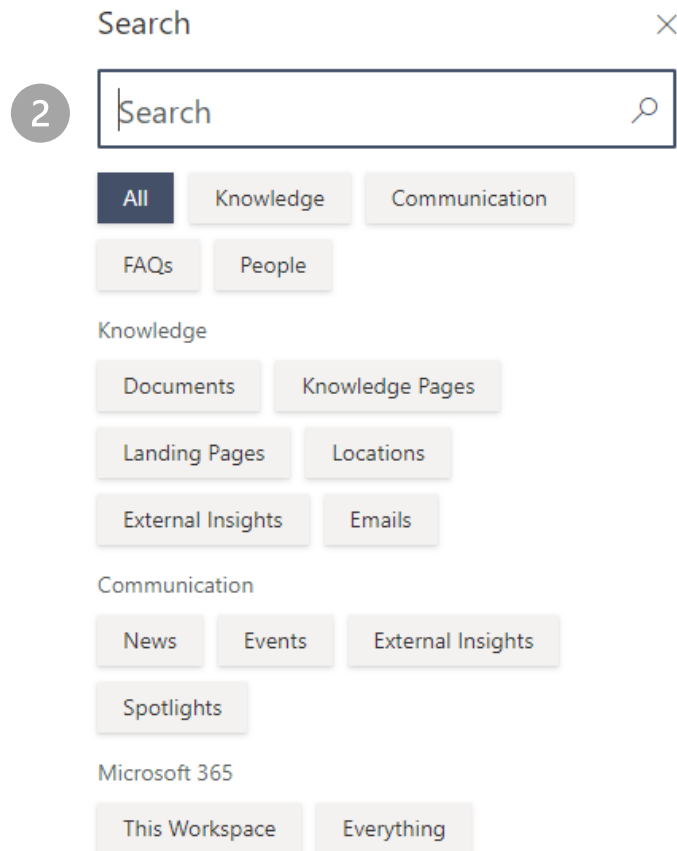 Search
2
Search
All Knowledge Communication
FAQs People
Knowledge
Documents Knowledge Pages
Landing Pages Locations
External Insights Emails
Communication
News Events External Insights
Spotlights
Microsoft 365
This Workspace Everything